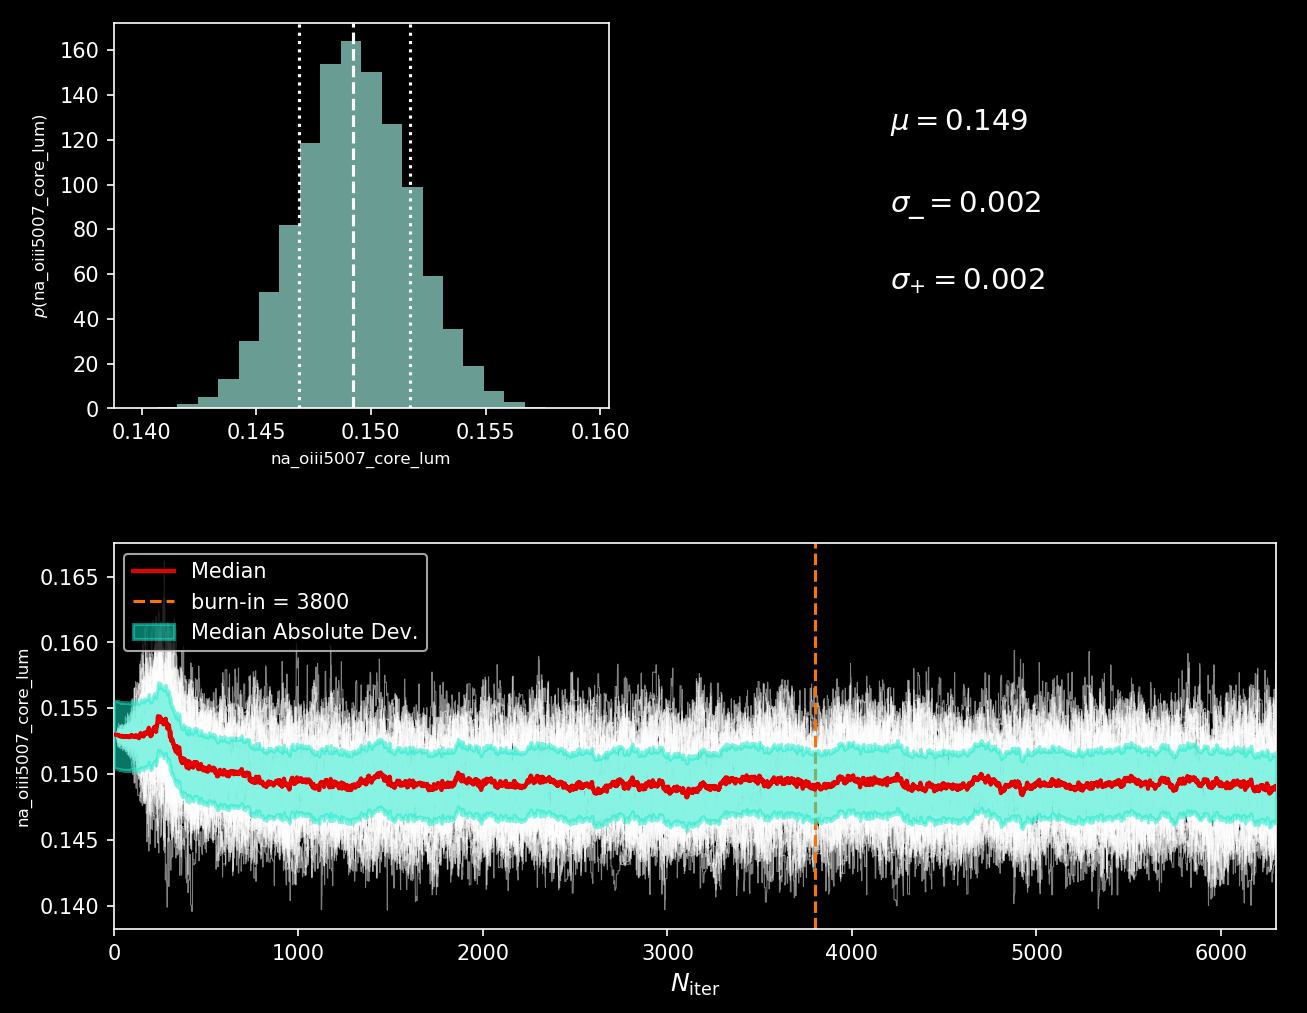 160
140
120
100
80
60
40
20
0
p(na_oiii5007_core_lum)
0.140 0.145 0.150 0.155 0.160
na_oiii5007_core_lum
μ = 0.149
σ₋ = 0.002
σ₊ = 0.002
Median
burn-in = 3800
Median Absolute Dev.
0.165
0.160
0.155
0.150
0.145
0.140
na_oiii5007_core_lum
0 1000 2000 3000 4000 5000 6000
N_iter